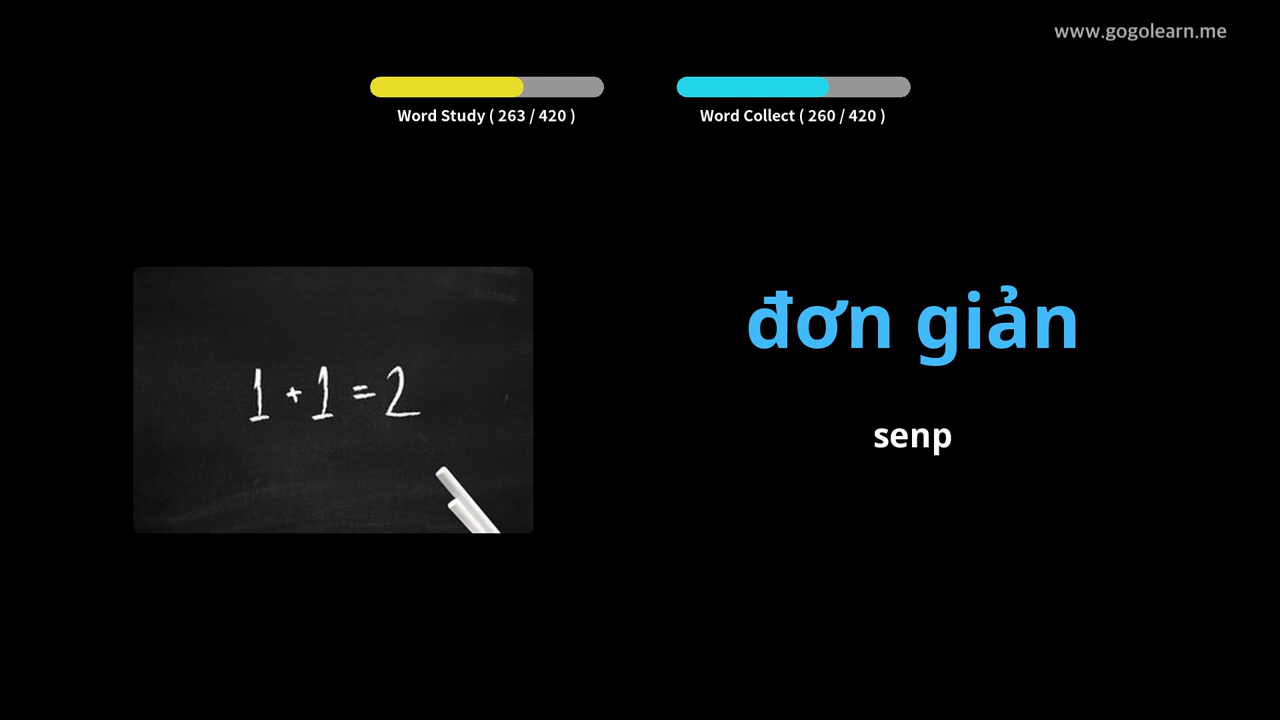 www.gogolearn.me
Word Study ( 263 / 420 )
Word Collect ( 260 / 420 )
đơn giản
1 + 1 = 2
senp